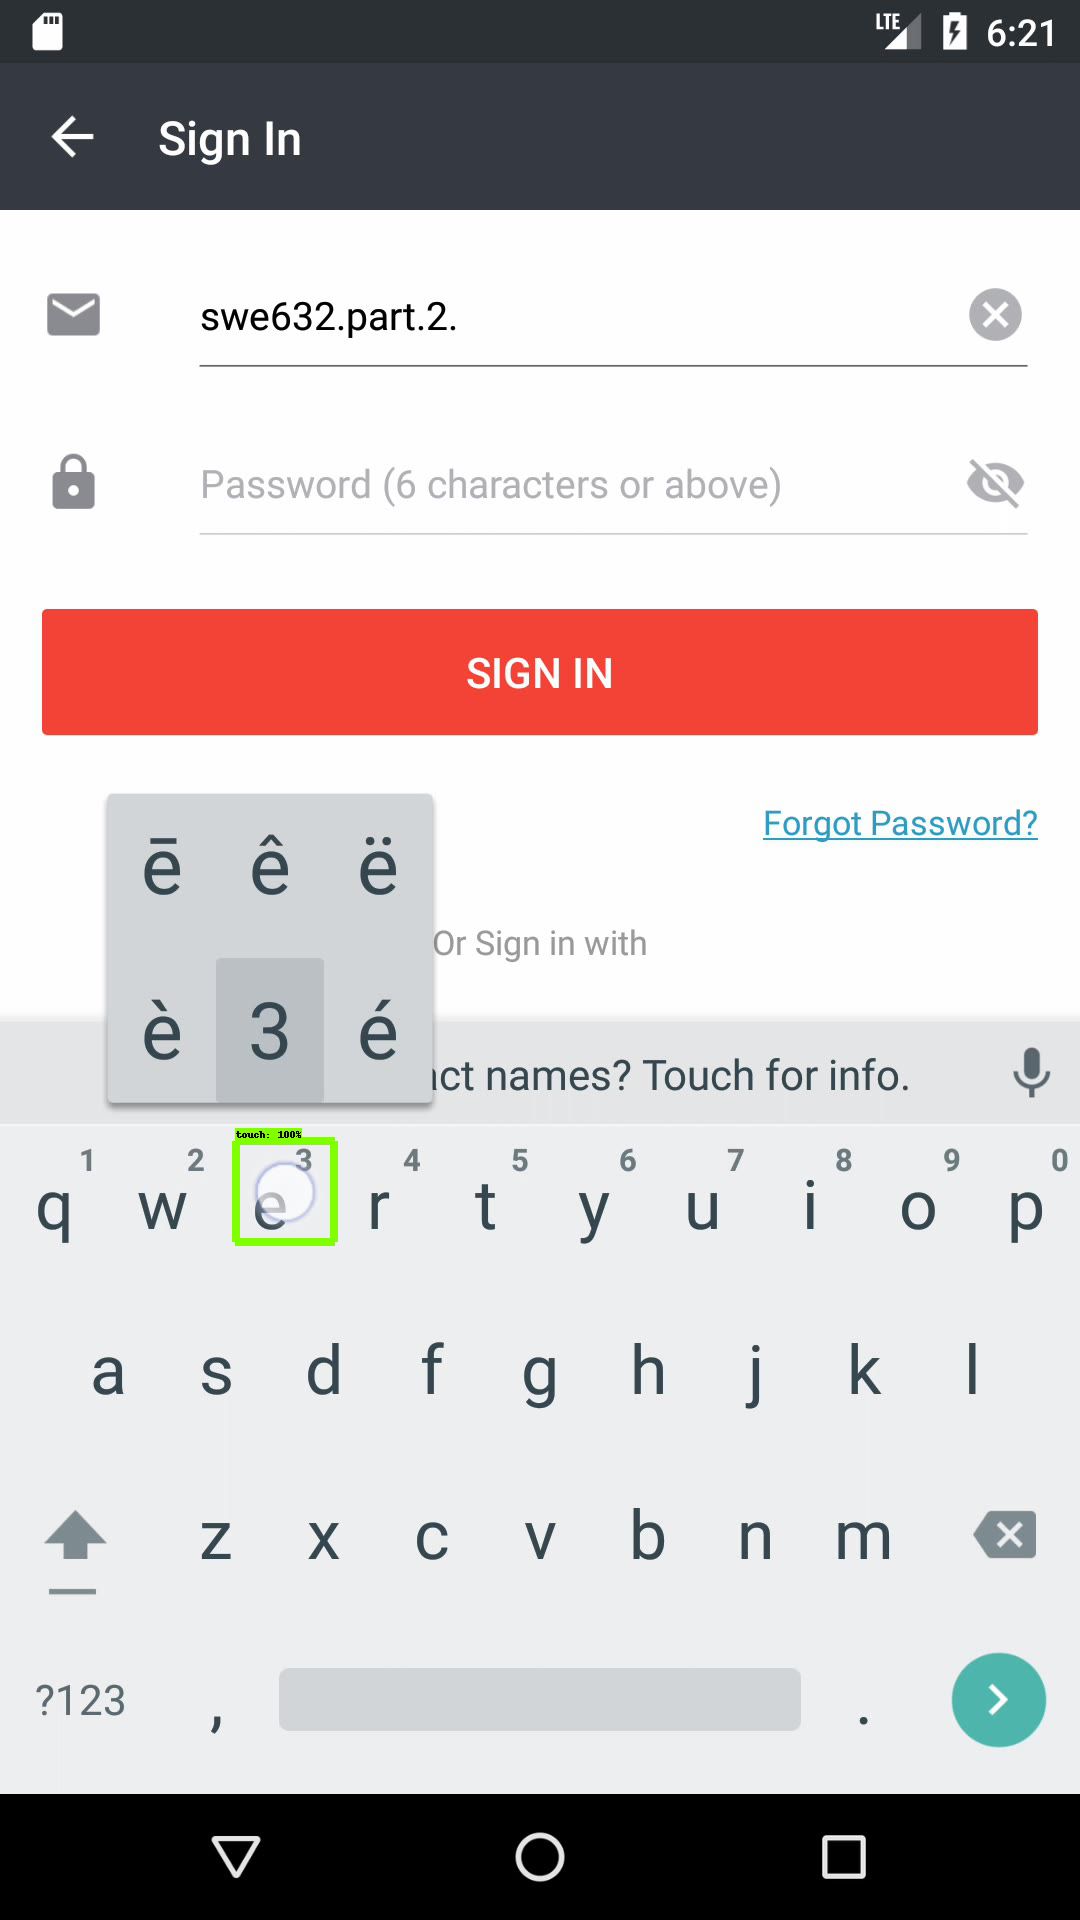 LTE 6:21
Sign In
swe632.part.2.
Password (6 characters or above)
SIGN IN
Forgot Password?
Or Sign in with
ē ê ë
è 3 é
names? Touch for info.
touch: 100%
1 2 3 4 5 6 7 8 9 0
q w e r t y u i o p
a s d f g h j k l
z x c v b n m
?123 , .